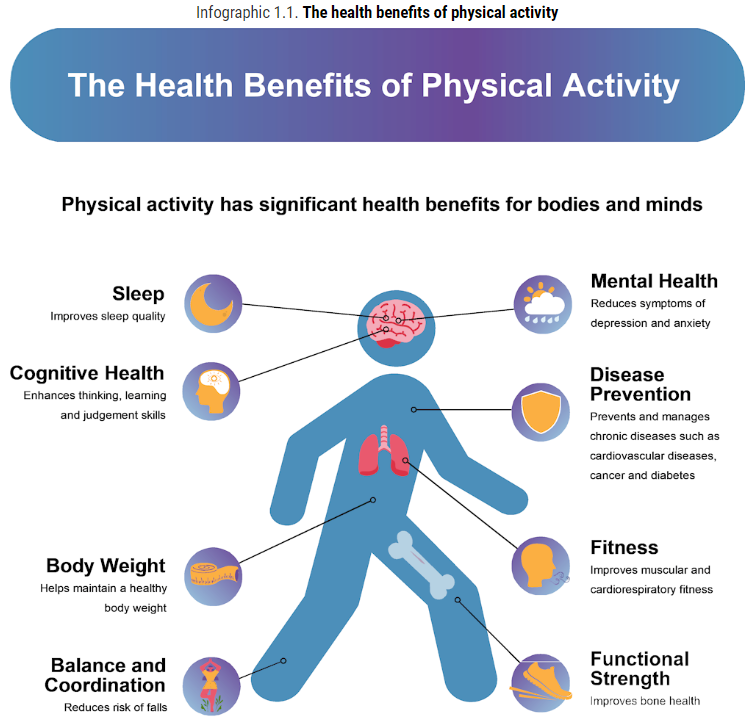 Infographic 1.1. The health benefits of physical activity
The Health Benefits of Physical Activity
Physical activity has significant health benefits for bodies and minds
Sleep
Improves sleep quality
Cognitive Health
Enhances thinking, learning
and judgement skills
Body Weight
Helps maintain a healthy
body weight
Balance and
Coordination
Reduces risk of falls
Mental Health
Reduces symptoms of
depression and anxiety
Disease
Prevention
Prevents and manages
chronic diseases such as
cardiovascular diseases,
cancer and diabetes
Fitness
Improves muscular and
cardiorespiratory fitness
Functional
Strength
Improves bone health